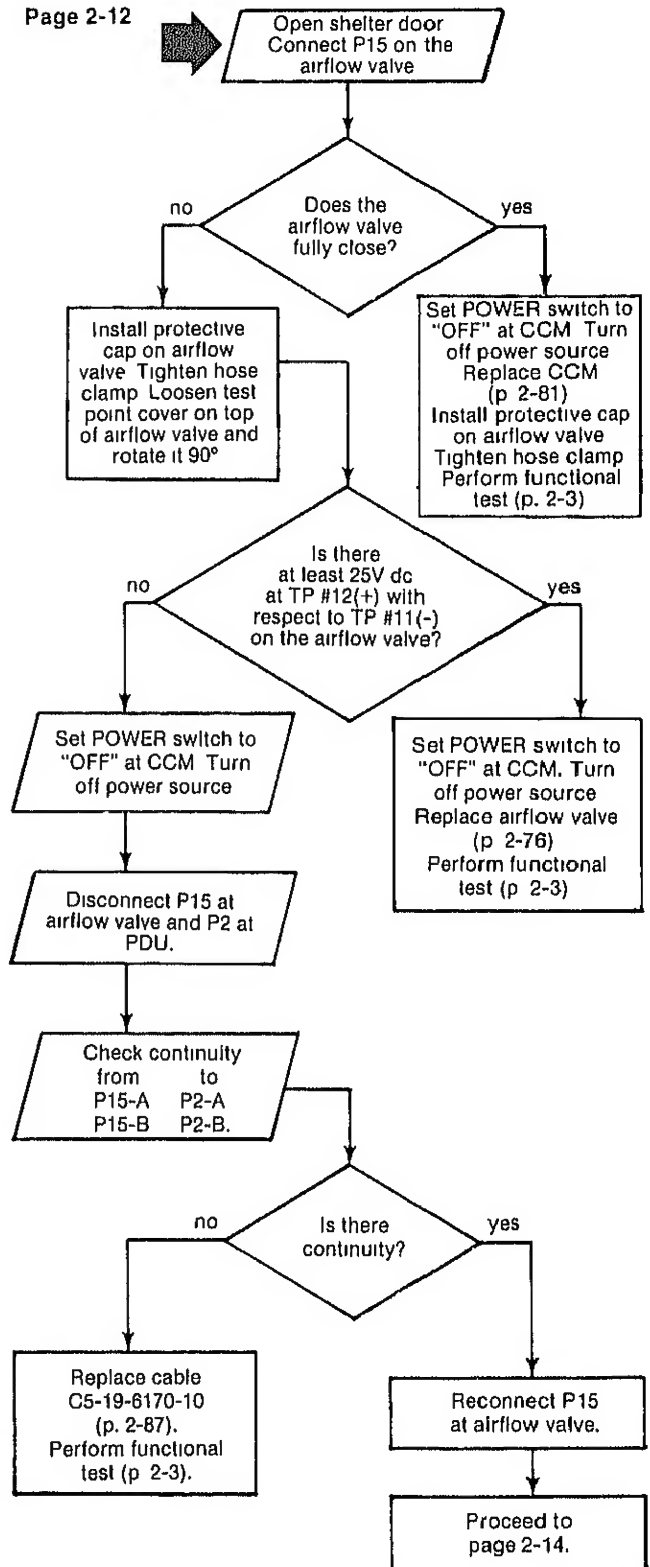 Page 2-12
Open shelter door
Connect P15 on the
airflow valve
Does the
airflow valve
fully close?
no
yes
Install protective
cap on airflow
valve Tighten hose
clamp Loosen test
point cover on top
of airflow valve and
rotate it 90°
Set POWER switch to
"OFF" at CCM Turn
off power source
Replace CCM
(p 2-81)
Install protective cap
on airflow valve
Tighten hose clamp
Perform functional
test (p. 2-3)
Is there
at least 25V dc
at TP #12(+) with
respect to TP #11(-)
on the airflow valve?
no
yes
Set POWER switch to
"OFF" at CCM Turn
off power source
Set POWER switch to
"OFF" at CCM. Turn
off power source
Replace airflow valve
(p 2-76)
Perform functional
test (p 2-3)
Disconnect P15 at
airflow valve and P2 at
PDU.
Check continuity
from to
P15-A P2-A
P15-B P2-B.
Is there
continuity?
no
yes
Replace cable
C5-19-6170-10
(p. 2-87).
Perform functional
test (p 2-3).
Reconnect P15
at airflow valve.
Proceed to
page 2-14.